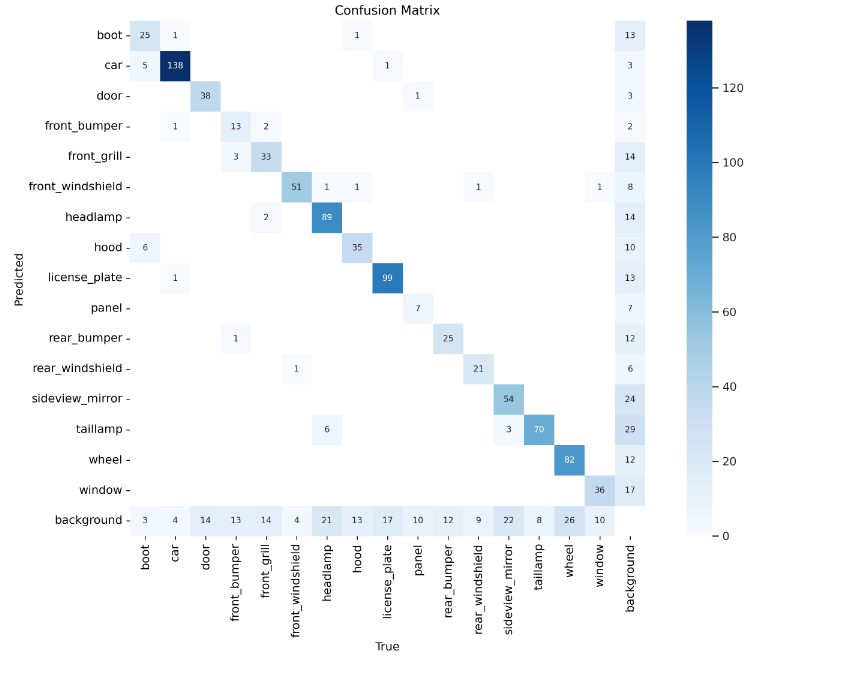 Confusion Matrix
boot 25 1 1 13
car 5 138 1 3
door 38 1 3
front_bumper 1 13 2 2
front_grill 3 33 14
front_windshield 51 1 1 1 1 8
headlamp 2 89 14
hood 6 35 10
license_plate 1 99 13
panel 7 7
rear_bumper 1 25 12
rear_windshield 1 21 6
sideview_mirror 54 24
taillamp 6 3 70 29
wheel 82 12
window 36 17
background 3 4 14 13 14 4 21 13 17 10 12 9 22 8 26 10
boot
car
door
front_bumper
front_grill
front_windshield
headlamp
hood
license_plate
panel
rear_bumper
rear_windshield
sideview_mirror
taillamp
wheel
window
background
Predicted
True
120
100
80
60
40
20
0